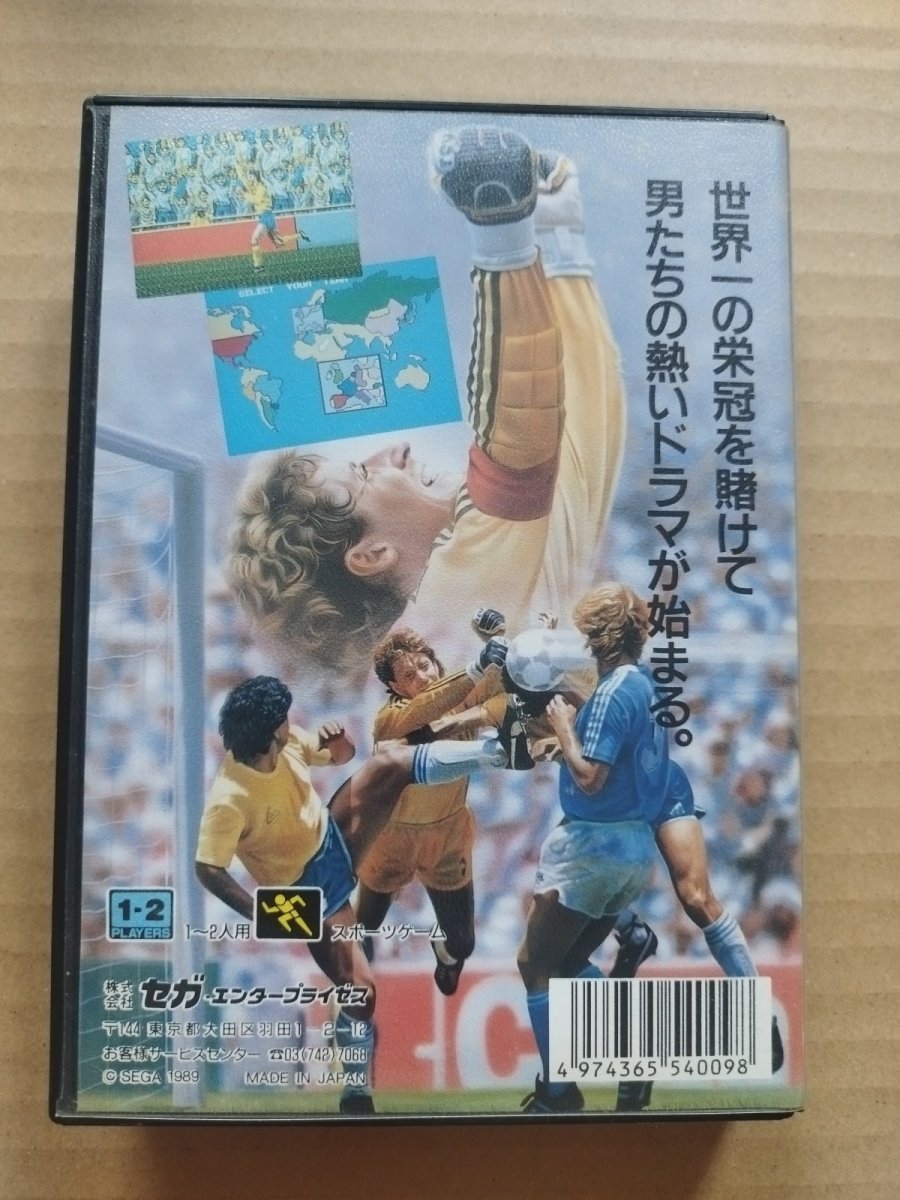 世界一の栄冠を賭けて
男たちの熱いドラマが始まる。
SELECT YOUR TEAM
1-2
PLAYERS
1〜2人用
スポーツゲーム
株式会社 セガ・エンタープライゼス
〒144 東京都大田区羽田1-2-12
お客様サービスセンター ☎03(742)7068
© SEGA 1989 MADE IN JAPAN
4 974365 540098